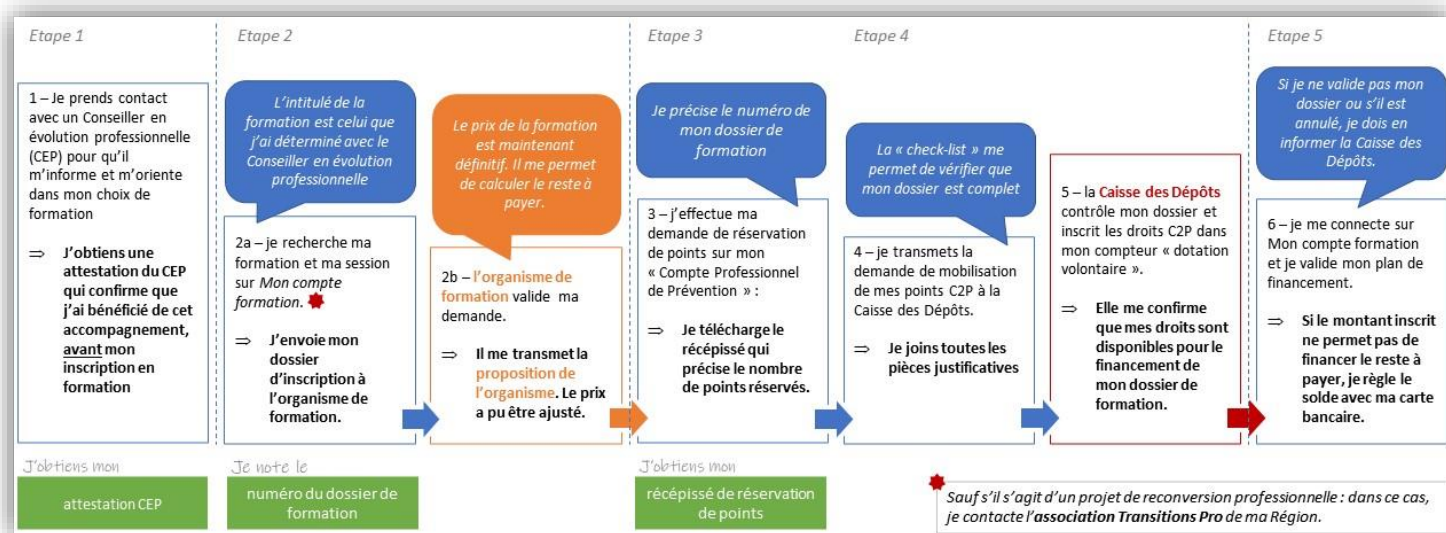 Etape 1
Etape 2
Etape 3
Etape 4
Etape 5
1 – Je prends contact
avec un Conseiller en
évolution professionnelle
(CEP) pour qu'il
m'informe et m'oriente
dans mon choix de
formation
⇒ J'obtiens une
attestation du CEP
qui confirme que
j'ai bénéficié de cet
accompagnement,
avant mon
inscription en
formation
J'obtiens mon
attestation CEP
L'intitulé de la
formation est celui que
j'ai déterminé avec le
Conseiller en évolution
professionnelle
2a – je recherche ma
formation et ma session
sur Mon compte
formation.
⇒ J'envoie mon
dossier
d'inscription à
l'organisme de
formation.
Je note le
numéro du dossier de
formation
Le prix de la formation
est maintenant
définitif. Il me permet
de calculer le reste à
payer.
2b – l'organisme de
formation valide ma
demande.
⇒ Il me transmet la
proposition de
l'organisme. Le prix
a pu être ajusté.
Je précise le numéro de
mon dossier de
formation
3 – j'effectue ma
demande de réservation
de points sur mon
« Compte Professionnel
de Prévention » :
⇒ Je télécharge le
récépissé qui
précise le nombre
de points réservés.
J'obtiens mon
récépissé de réservation
de points
La « check-list » me
permet de vérifier que
mon dossier est complet
4 – je transmets la
demande de mobilisation
de mes points C2P à la
Caisse des Dépôts.
⇒ Je joins toutes les
pièces justificatives
5 – la Caisse des Dépôts
contrôle mon dossier et
inscrit les droits C2P dans
mon compteur « dotation
volontaire ».
⇒ Elle me confirme
que mes droits sont
disponibles pour le
financement de
mon dossier de
formation.
Si je ne valide pas mon
dossier ou s'il est
annulé, je dois en
informer la Caisse des
Dépôts.
6 – je me connecte sur
Mon compte formation
et je valide mon plan de
financement.
⇒ Si le montant inscrit
ne permet pas de
financer le reste à
payer, je règle le
solde avec ma carte
bancaire.
Sauf s'il s'agit d'un projet de reconversion professionnelle : dans ce cas,
je contacte l'association Transitions Pro de ma Région.